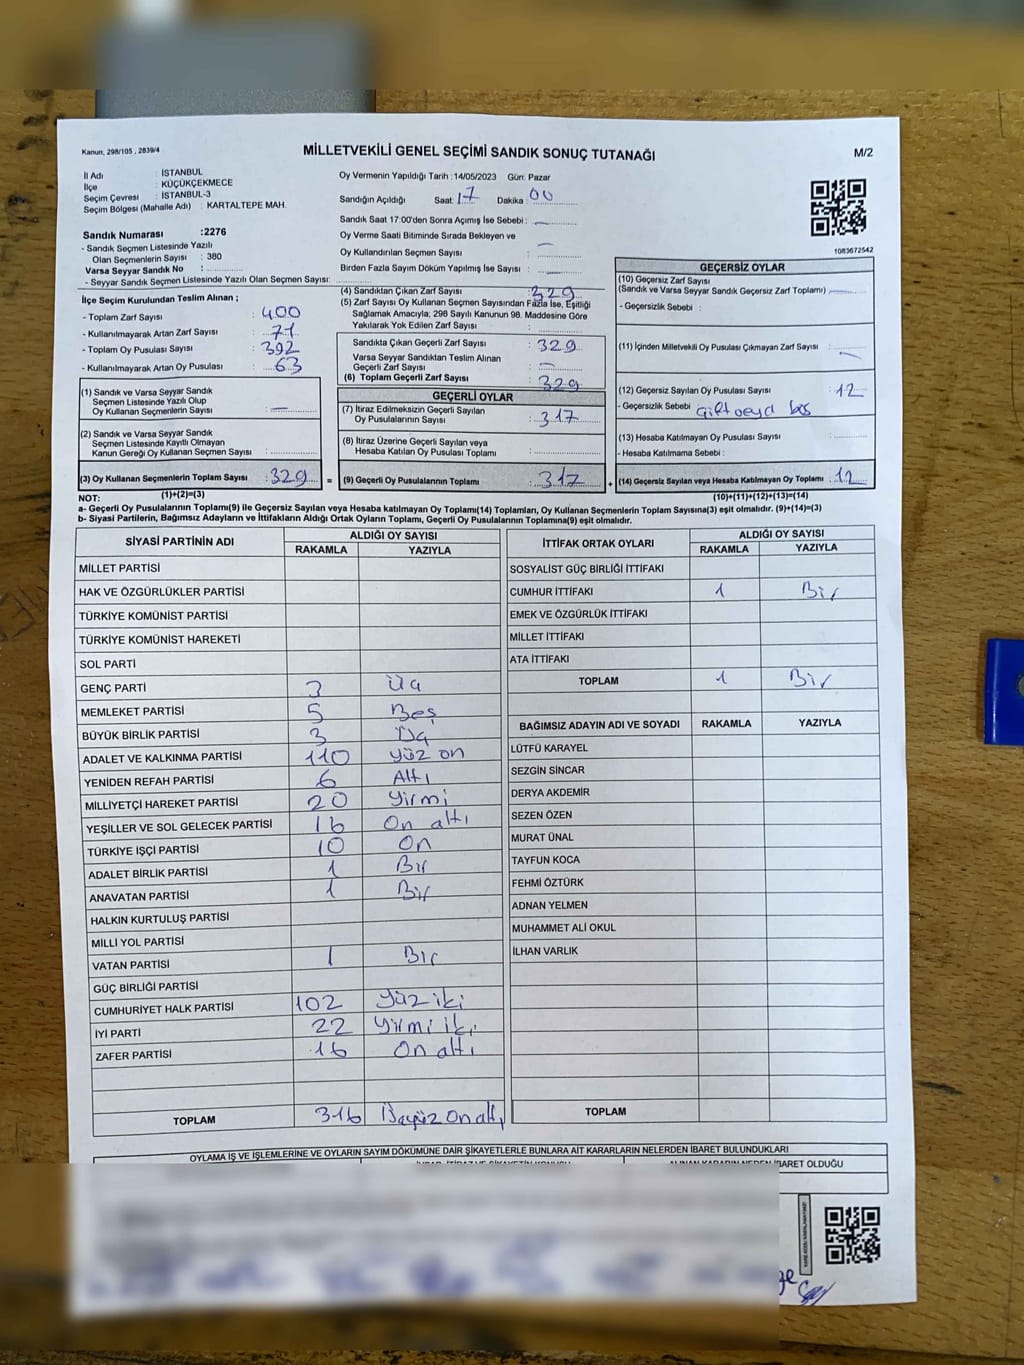 Kanun, 298/105 , 2839/4
MİLLETVEKİLİ GENEL SEÇİMİ SANDIK SONUÇ TUTANAĞI
M/2
İl Adı : İSTANBUL
İlçe : KÜÇÜKÇEKMECE
Seçim Çevresi : İSTANBUL-3
Seçim Bölgesi (Mahalle Adı) : KARTALTEPE MAH.
Sandık Numarası :2276
- Sandık Seçmen Listesinde Yazılı
Olan Seçmenlerin Sayısı : 380
Varsa Seyyar Sandık No :
- Seyyar Sandık Seçmen Listesinde Yazılı Olan Seçmen Sayısı:
İlçe Seçim Kurulundan Teslim Alınan ;
- Toplam Zarf Sayısı : 400
- Kullanılmayarak Artan Zarf Sayısı : 71
- Toplam Oy Pusulası Sayısı : 392
- Kullanılmayarak Artan Oy Pusulası : 63
(1) Sandık ve Varsa Seyyar Sandık
Seçmen Listesinde Yazılı Olup
Oy Kullanan Seçmenlerin Sayısı : —
(2) Sandık ve Varsa Seyyar Sandık
Seçmen Listesinde Kayıtlı Olmayan
Kanun Gereği Oy Kullanan Seçmen Sayısı :
(3) Oy Kullanan Seçmenlerin Toplam Sayısı : 329
(1)+(2)=(3)
Oy Vermenin Yapıldığı Tarih :14/05/2023 Gün: Pazar
Sandığın Açıldığı Saat: 17 Dakika : 00
Sandık Saat 17:00'den Sonra Açımış İse Sebebi : —
Oy Verme Saati Bitiminde Sırada Bekleyen ve
Oy Kullandırılan Seçmen Sayısı : —
Birden Fazla Sayım Döküm Yapılmış İse Sayısı : —
(4) Sandıktan Çıkan Zarf Sayısı : 329
(5) Zarf Sayısı Oy Kullanan Seçmen Sayısından Fazla İse, Eşitliği
Sağlamak Amacıyla; 298 Sayılı Kanunun 98. Maddesine Göre
Yakılarak Yok Edilen Zarf Sayısı :
Sandıkta Çıkan Geçerli Zarf Sayısı : 329
Varsa Seyyar Sandıktan Teslim Alınan
Geçerli Zarf Sayısı : —
(6) Toplam Geçerli Zarf Sayısı : 329
GEÇERLİ OYLAR
(7) İtiraz Edilmeksizin Geçerli Sayılan
Oy Pusulalarının Sayısı : 317
(8) İtiraz Üzerine Geçerli Sayılan veya
Hesaba Katılan Oy Pusulası Toplamı :
= (9) Geçerli Oy Pusulalarının Toplamı : 317
1083672542
GEÇERSİZ OYLAR
(10) Geçersiz Zarf Sayısı
(Sandık ve Varsa Seyyar Sandık Geçersiz Zarf Toplamı) : —
- Geçersizlik Sebebi :
(11) İçinden Milletvekili Oy Pusulası Çıkmayan Zarf Sayısı : —
(12) Geçersiz Sayılan Oy Pusulası Sayısı : 12
- Geçersizlik Sebebi : Çift veya boş
(13) Hesaba Katılmayan Oy Pusulası Sayısı :
- Hesaba Katılmama Sebebi :
+ (14) Geçersiz Sayılan veya Hesaba Katılmayan Oy Toplamı : 12
(10)+(11)+(12)+(13)=(14)
NOT:
a- Geçerli Oy Pusulalarının Toplamı(9) ile Geçersiz Sayılan veya Hesaba katılmayan Oy Toplamı(14) Toplamları, Oy Kullanan Seçmenlerin Toplam Sayısına(3) eşit olmalıdır. (9)+(14)=(3)
b- Siyasi Partilerin, Bağımsız Adayların ve İttifakların Aldığı Ortak Oyların Toplamı, Geçerli Oy Pusulalarının Toplamına(9) eşit olmalıdır.
SİYASİ PARTİNİN ADI ALDIĞI OY SAYISI
RAKAMLA YAZIYLA
MİLLET PARTİSİ
HAK VE ÖZGÜRLÜKLER PARTİSİ
TÜRKİYE KOMÜNİST PARTİSİ
TÜRKİYE KOMÜNİST HAREKETİ
SOL PARTİ
GENÇ PARTİ 3 Üç
MEMLEKET PARTİSİ 5 Beş
BÜYÜK BİRLİK PARTİSİ 3 Üç
ADALET VE KALKINMA PARTİSİ 110 yüz on
YENİDEN REFAH PARTİSİ 6 Altı
MİLLİYETÇİ HAREKET PARTİSİ 20 Yirmi
YEŞİLLER VE SOL GELECEK PARTİSİ 16 On altı
TÜRKİYE İŞÇİ PARTİSİ 10 On
ADALET BİRLİK PARTİSİ 1 Bir
ANAVATAN PARTİSİ 1 Bir
HALKIN KURTULUŞ PARTİSİ
MİLLİ YOL PARTİSİ
VATAN PARTİSİ 1 Bir
GÜÇ BİRLİĞİ PARTİSİ
CUMHURİYET HALK PARTİSİ 102 Yüz iki
İYİ PARTİ 22 Yirmi iki
ZAFER PARTİSİ 16 On altı
TOPLAM 316 Üçyüz on altı
İTTİFAK ORTAK OYLARI ALDIĞI OY SAYISI
RAKAMLA YAZIYLA
SOSYALİST GÜÇ BİRLİĞİ İTTİFAKI
CUMHUR İTTİFAKI 1 Bir
EMEK VE ÖZGÜRLÜK İTTİFAKI
MİLLET İTTİFAKI
ATA İTTİFAKI
TOPLAM 1 Bir
BAĞIMSIZ ADAYIN ADI VE SOYADI RAKAMLA YAZIYLA
LÜTFÜ KARAYEL
SEZGİN SİNCAR
DERYA AKDEMİR
SEZEN ÖZEN
MURAT ÜNAL
TAYFUN KOCA
FEHMİ ÖZTÜRK
ADNAN YELMEN
MUHAMMET ALİ OKUL
İLHAN VARLIK
TOPLAM
OYLAMA İŞ VE İŞLEMLERİNE VE OYLARIN SAYIM DÖKÜMÜNE DAİR ŞİKAYETLERLE BUNLARA AİT KARARLARIN NELERDEN İBARET BULUNDUKLARI
ALINAN KARARIN NEDEN İBARET OLDUĞU